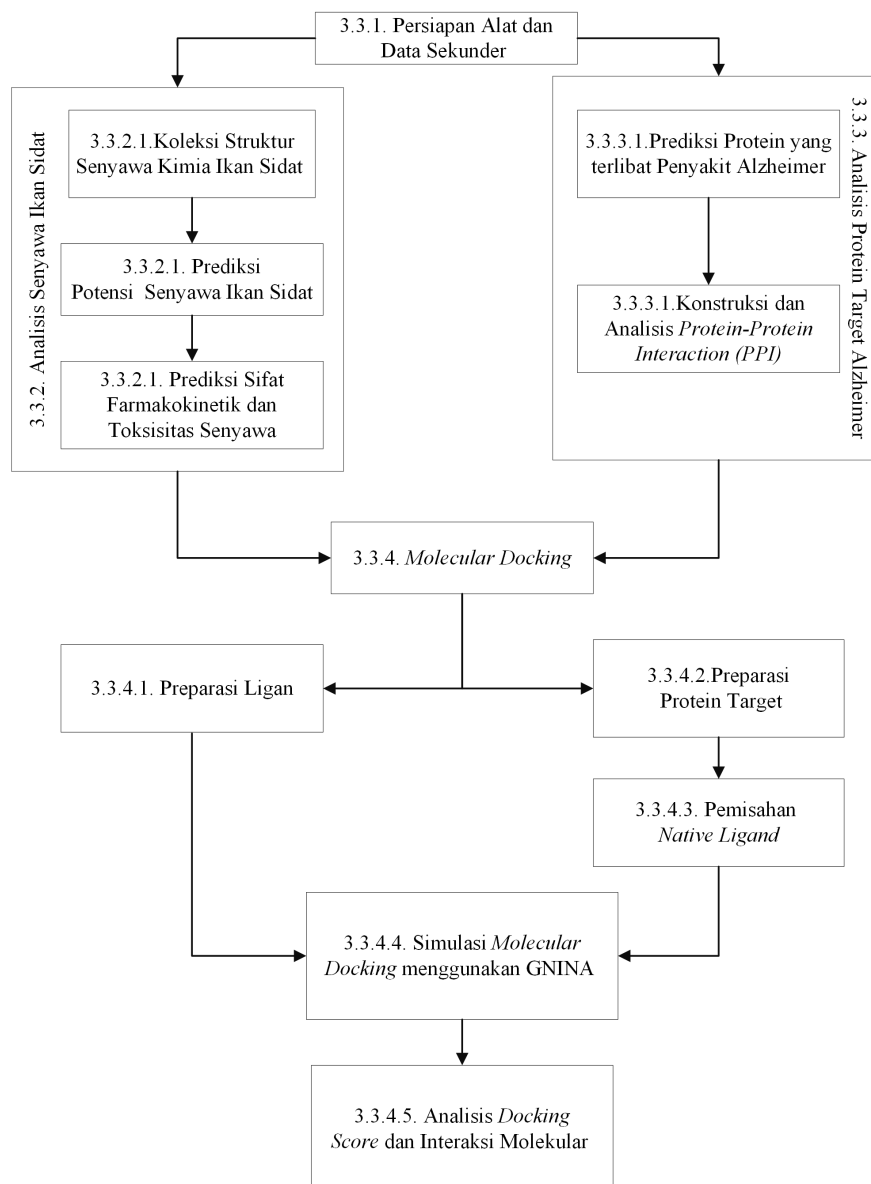 3.3.1. Persiapan Alat dan
Data Sekunder
3.3.2. Analisis Senyawa Ikan Sidat
3.3.2.1.Koleksi Struktur
Senyawa Kimia Ikan Sidat
3.3.2.1. Prediksi
Potensi Senyawa Ikan Sidat
3.3.2.1. Prediksi Sifat
Farmakokinetik dan
Toksisitas Senyawa
3.3.3. Analisis Protein Target Alzheimer
3.3.3.1.Prediksi Protein yang
terlibat Penyakit Alzheimer
3.3.3.1.Konstruksi dan
Analisis Protein-Protein
Interaction (PPI)
3.3.4. Molecular Docking
3.3.4.1. Preparasi Ligan
3.3.4.2.Preparasi
Protein Target
3.3.4.3. Pemisahan
Native Ligand
3.3.4.4. Simulasi Molecular
Docking menggunakan GNINA
3.3.4.5. Analisis Docking
Score dan Interaksi Molekular